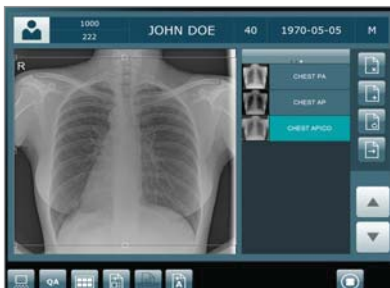 1000
222
JOHN DOE
40
1970-05-05
M
R
CHEST PA
CHEST AP
CHEST APICO
QA
A